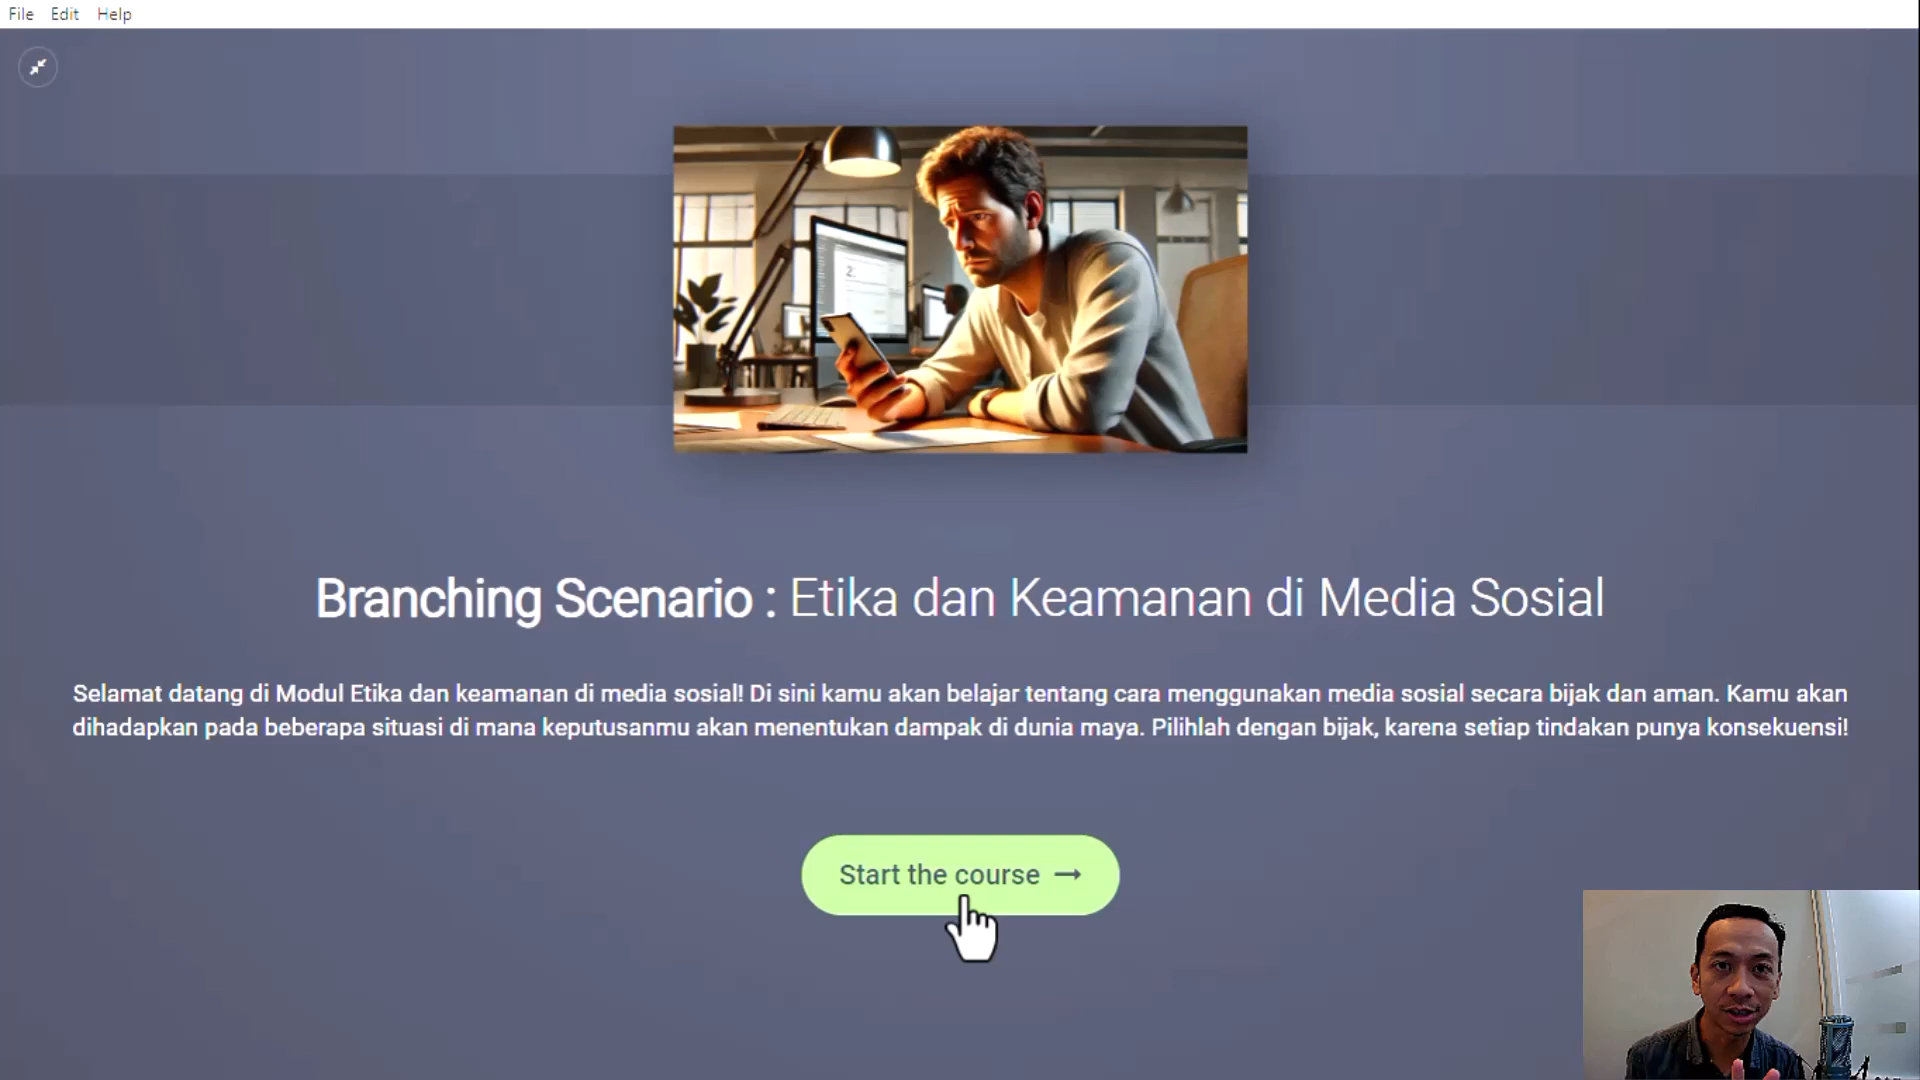 File Edit Help
Branching Scenario : Etika dan Keamanan di Media Sosial
Selamat datang di Modul Etika dan keamanan di media sosial! Di sini kamu akan belajar tentang cara menggunakan media sosial secara bijak dan aman. Kamu akan
dihadapkan pada beberapa situasi di mana keputusanmu akan menentukan dampak di dunia maya. Pilihlah dengan bijak, karena setiap tindakan punya konsekuensi!
Start the course →